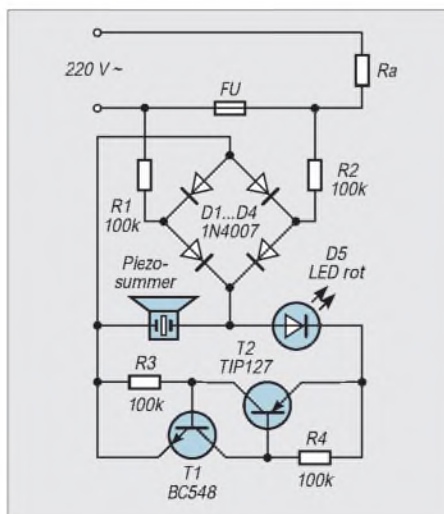 220 V ~
FU
Ra
R1
100k
D1...D4
1N4007
R2
100k
Piezo-
summer
D5
LED rot
T2
TIP127
R3
100k
R4
100k
T1
BC548